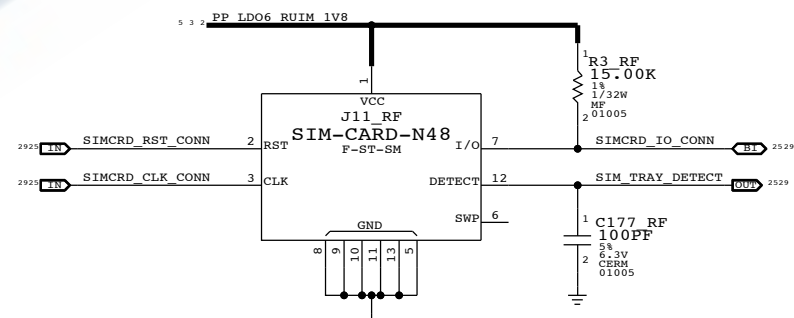 5 3 2 PP_LDO6_RUIM_1V8
1
VCC
J11_RF
SIM-CARD-N48
F-ST-SM
1
R3_RF
15.00K
1%
1/32W
MF
01005
2
2925 IN SIMCRD_RST_CONN 2 RST
I/O 7 SIMCRD_IO_CONN BI 2529
2925 IN SIMCRD_CLK_CONN 3 CLK
DETECT 12 SIM_TRAY_DETECT OUT 2529
SWP 6
GND
8 9 10 11 13 5
1
C177_RF
100PF
5%
6.3V
CERM
01005
2